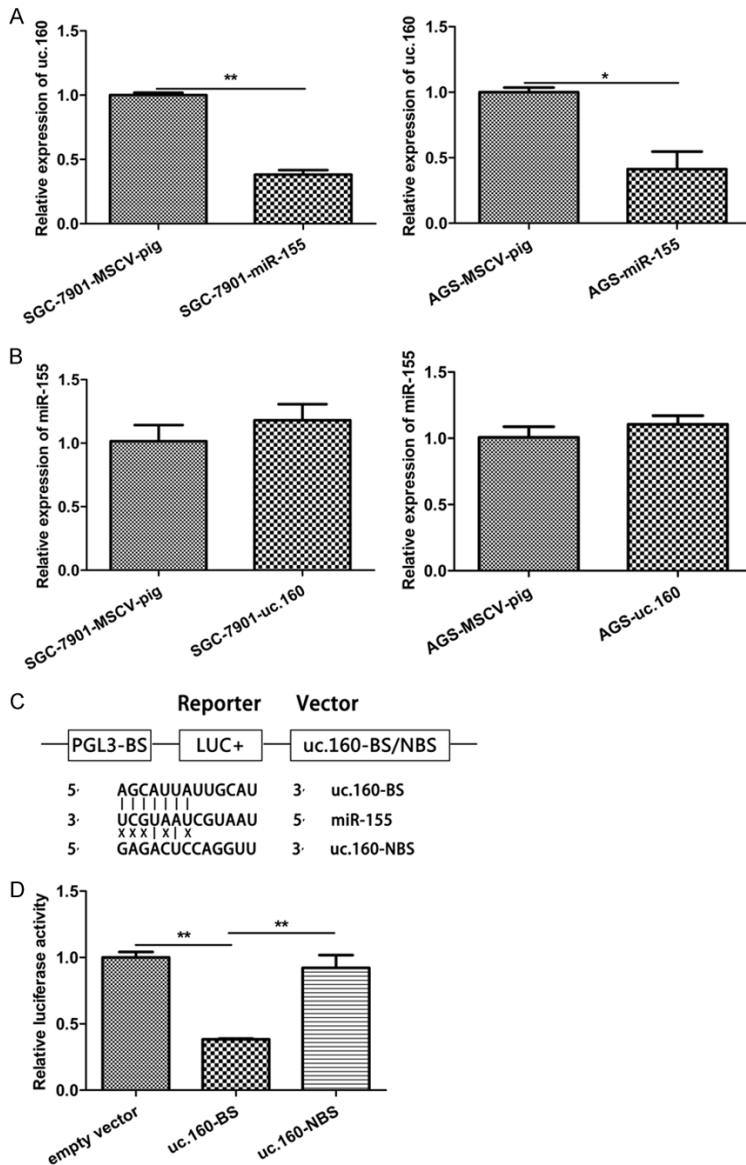 A
Relative expression of uc.160
1.5
1.0
0.5
0.0
**
SGC-7901-MSCV-pig
SGC-7901-miR-155
Relative expression of uc.160
1.5
1.0
0.5
0.0
*
AGS-MSCV-pig
AGS-miR-155
B
Relative expression of miR-155
1.5
1.0
0.5
0.0
SGC-7901-MSCV-pig
SGC-7901-uc.160
Relative expression of miR-155
1.5
1.0
0.5
0.0
AGS-MSCV-pig
AGS-uc.160
C
Reporter Vector
PGL3-BS LUC+ uc.160-BS/NBS
5' AGCAUUAUUGCAU 3' uc.160-BS
| | | | | | |
3' UCGUAAUCGUAAU 5' miR-155
x x x | x | x
5' GAGACUCCAGGUU 3' uc.160-NBS
D
Relative luciferase activity
1.5
1.0
0.5
0.0
**
**
empty vector
uc.160-BS
uc.160-NBS